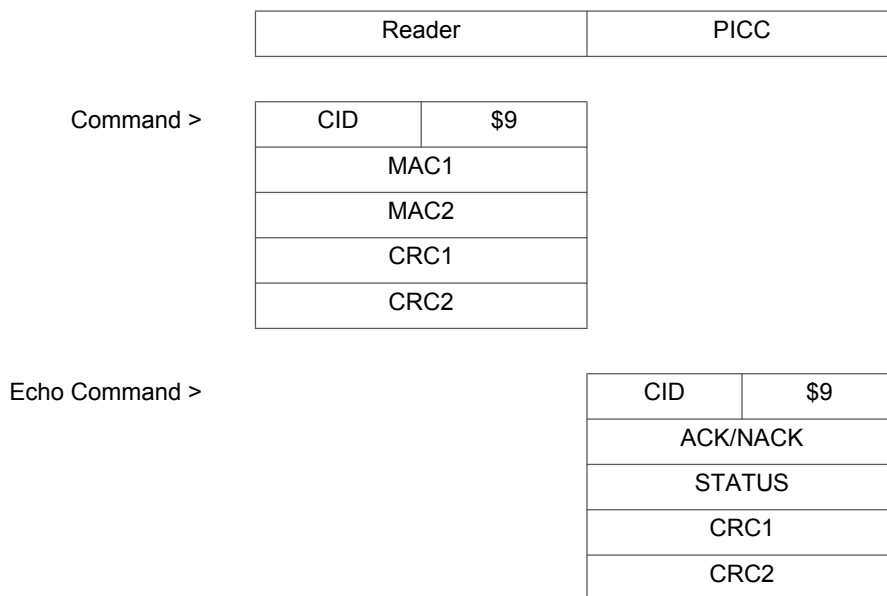 Reader PICC
Command > CID $9
MAC1
MAC2
CRC1
CRC2
Echo Command > CID $9
ACK/NACK
STATUS
CRC1
CRC2